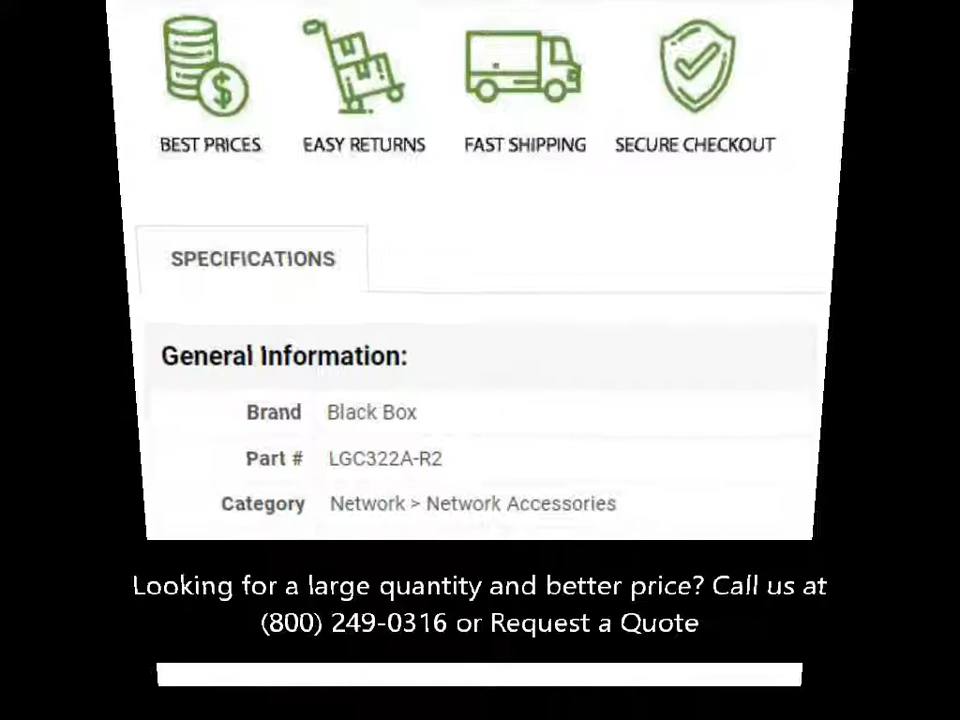 BEST PRICES EASY RETURNS FAST SHIPPING SECURE CHECKOUT
SPECIFICATIONS
General Information:
Brand Black Box
Part # LGC322A-R2
Category Network > Network Accessories
Looking for a large quantity and better price? Call us at
(800) 249-0316 or Request a Quote